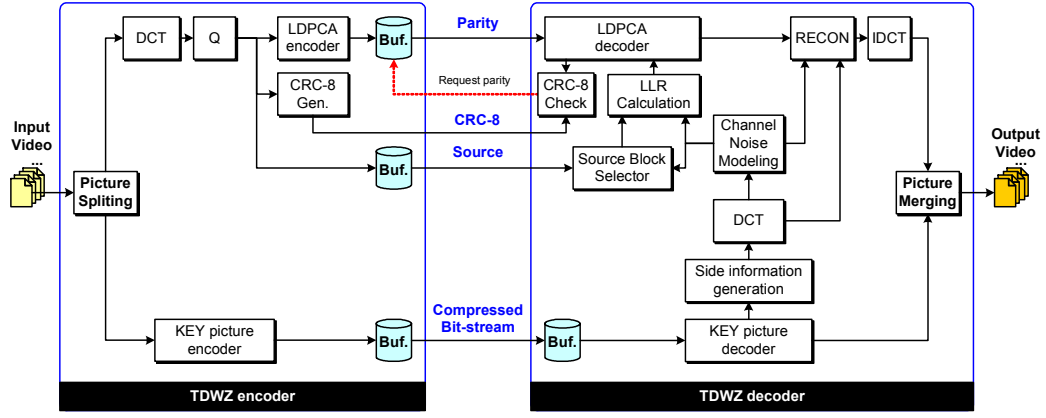 Input
Video
...
Picture
Spliting
DCT
Q
LDPCA
encoder
Buf.
CRC-8
Gen.
Buf.
KEY picture
encoder
Buf.
TDWZ encoder
Parity
Request parity
CRC-8
Source
Compressed
Bit-stream
LDPCA
decoder
RECON
IDCT
CRC-8
Check
LLR
Calculation
Channel
Noise
Modeling
Source Block
Selector
DCT
Side information
generation
Buf.
KEY picture
decoder
Picture
Merging
TDWZ decoder
Output
Video
...